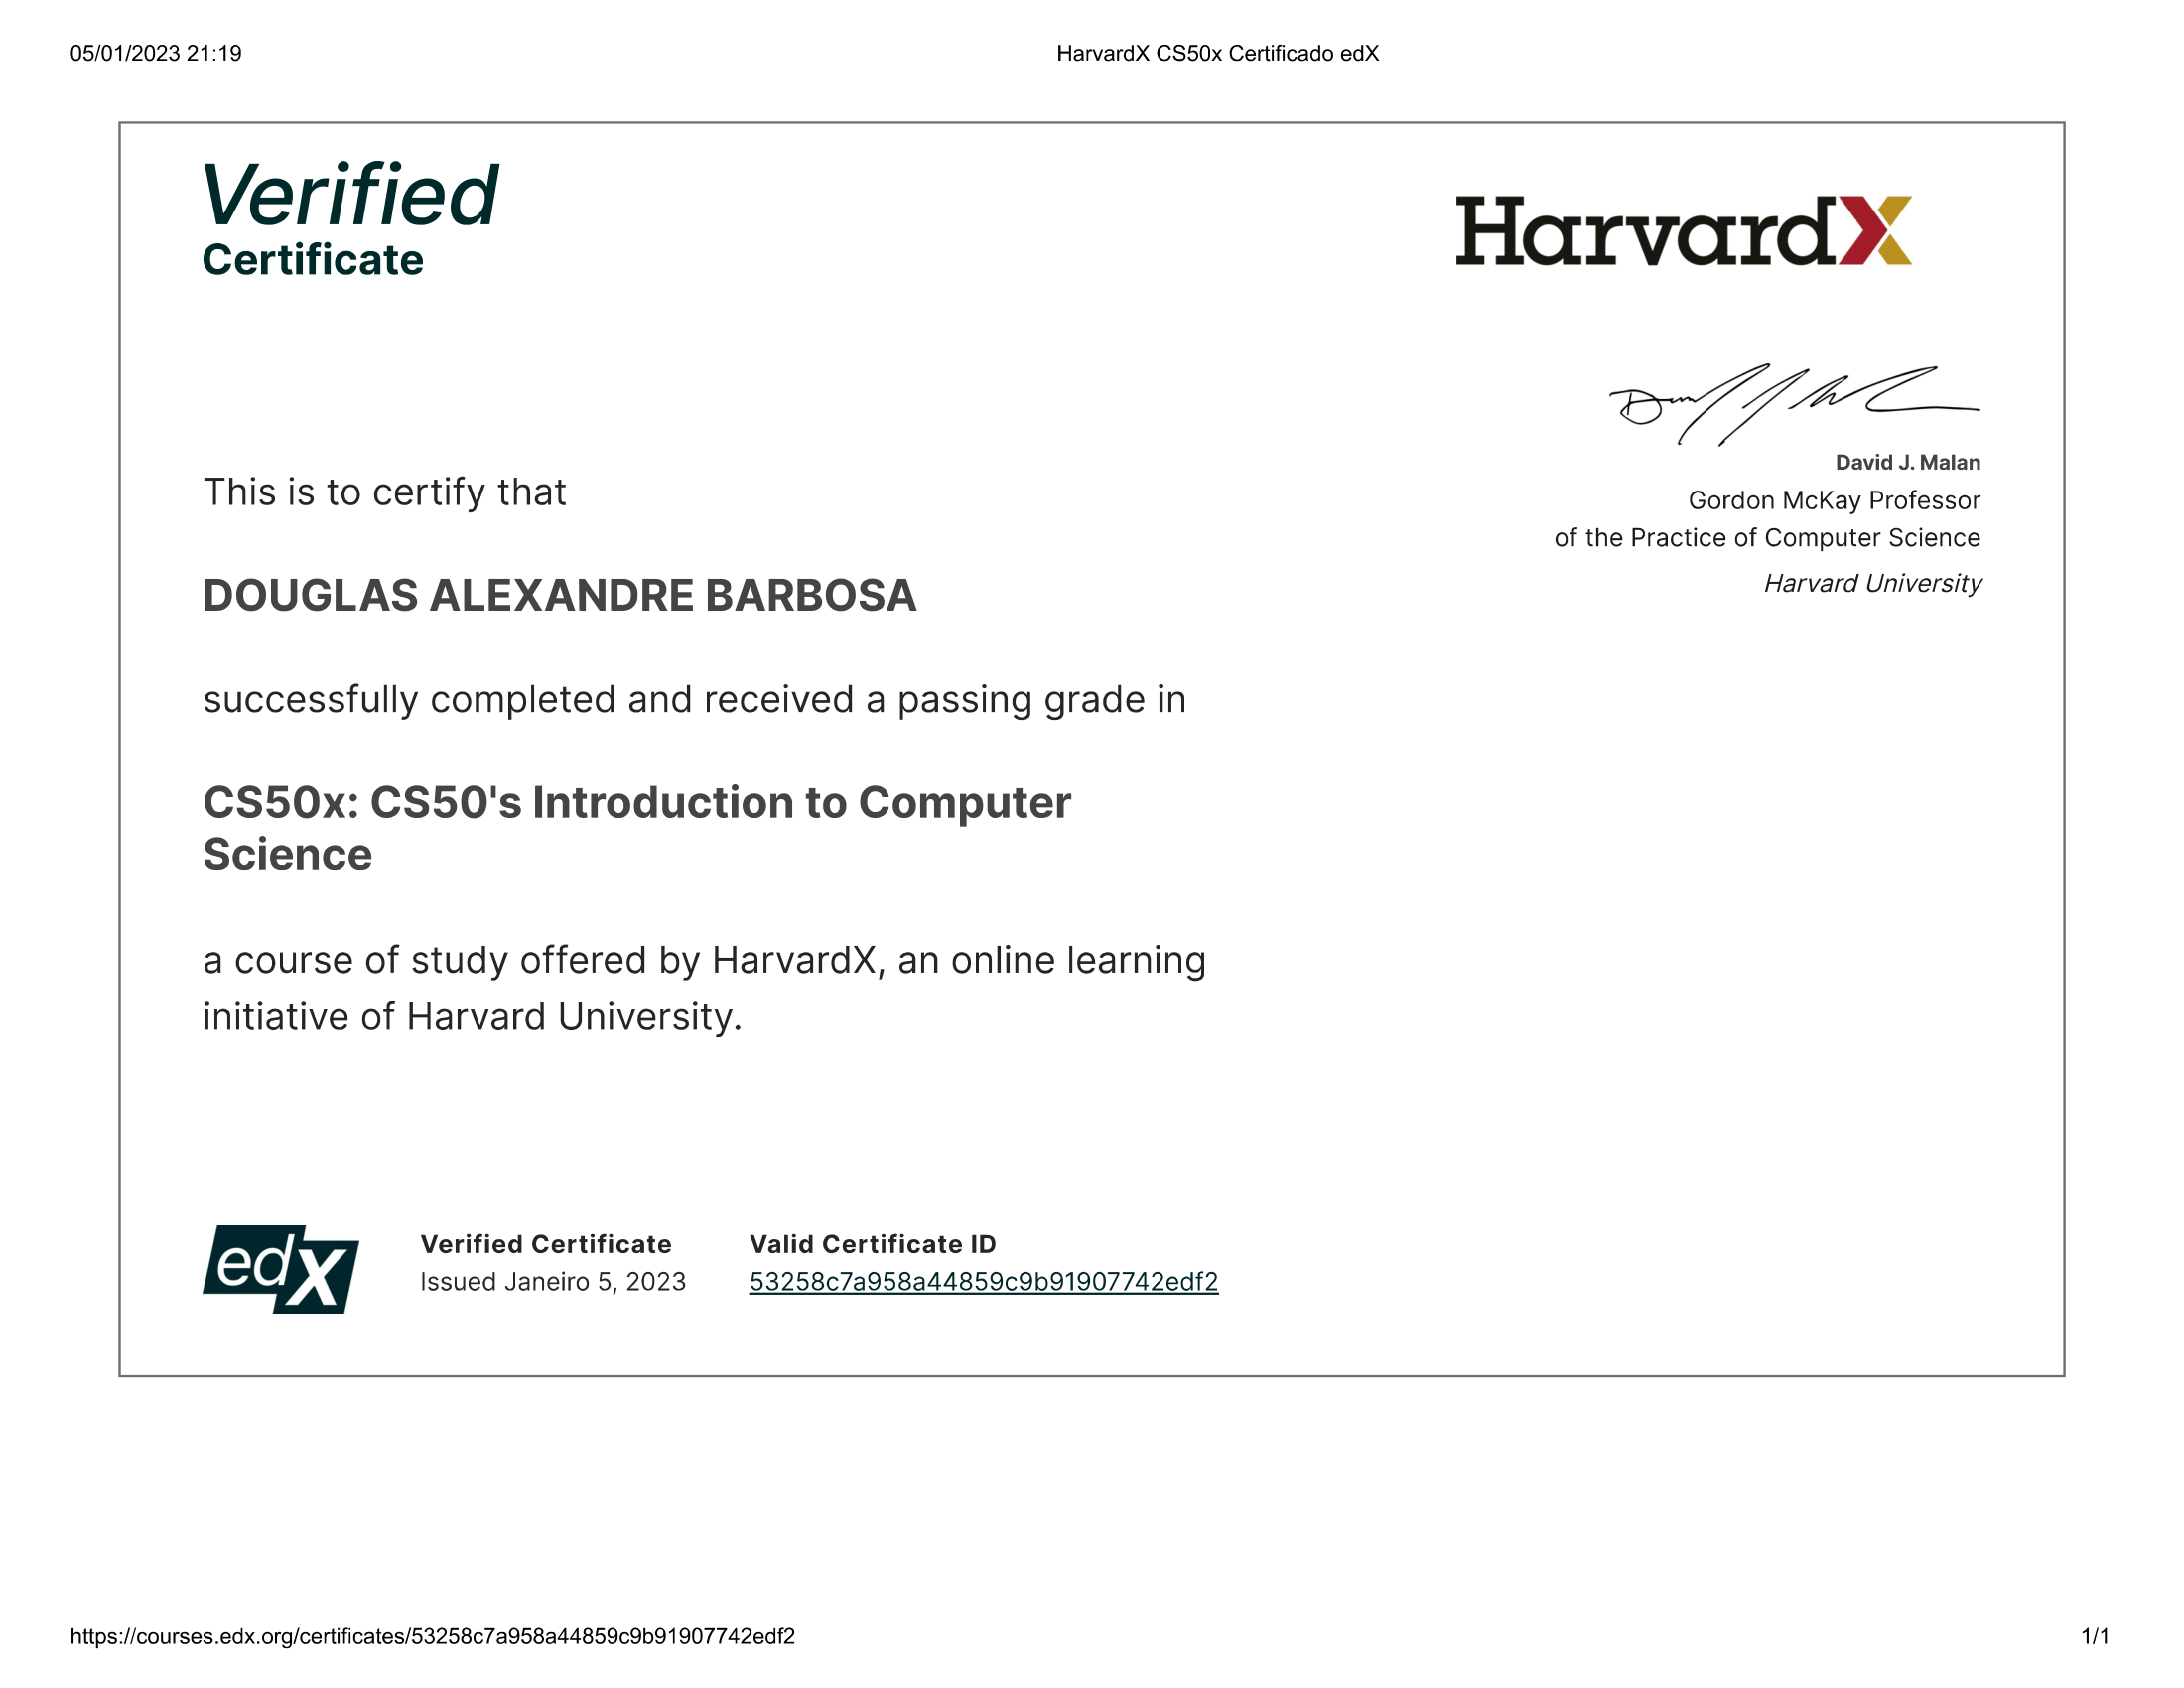 05/01/2023 21:19
HarvardX CS50x Certificado edX
Verified
Certificate
HarvardX
David J. Malan
Gordon McKay Professor
of the Practice of Computer Science
Harvard University
This is to certify that
DOUGLAS ALEXANDRE BARBOSA
successfully completed and received a passing grade in
CS50x: CS50's Introduction to Computer
Science
a course of study offered by HarvardX, an online learning
initiative of Harvard University.
edX
Verified Certificate
Issued Janeiro 5, 2023
Valid Certificate ID
53258c7a958a44859c9b91907742edf2
https://courses.edx.org/certificates/53258c7a958a44859c9b91907742edf2
1/1